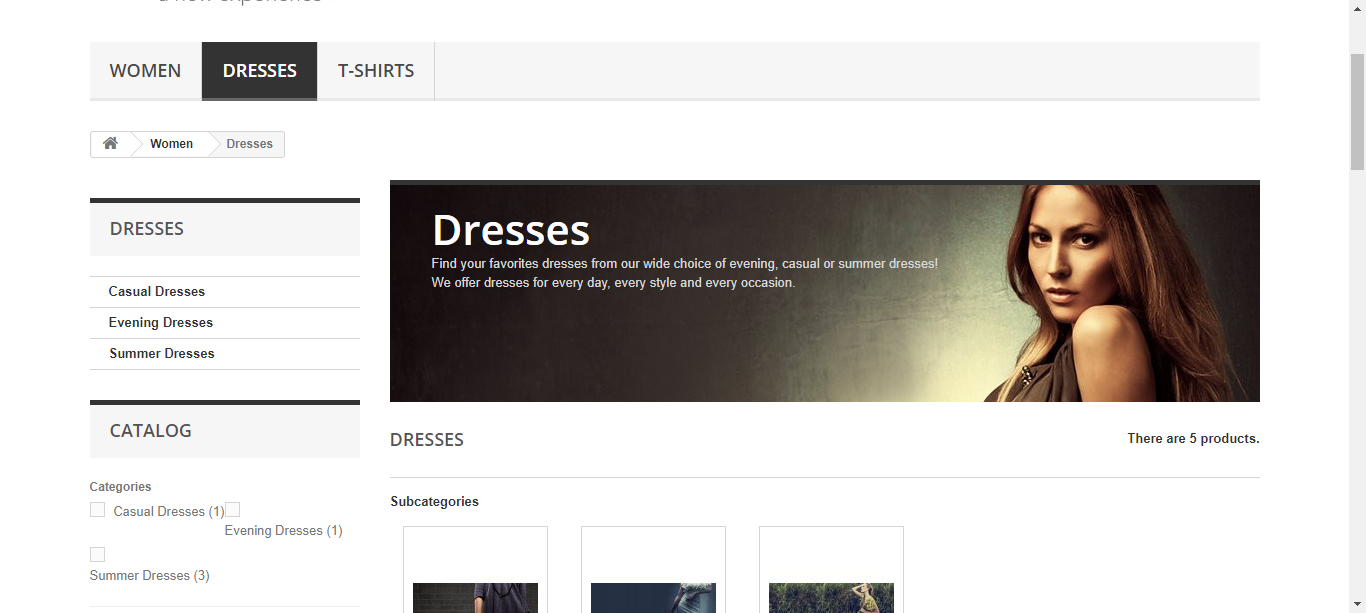 a new experience
WOMEN
DRESSES
T-SHIRTS
Women
Dresses
DRESSES
Casual Dresses
Evening Dresses
Summer Dresses
CATALOG
Categories
Casual Dresses (1)
Evening Dresses (1)
Summer Dresses (3)
Dresses
Find your favorites dresses from our wide choice of evening, casual or summer dresses!
We offer dresses for every day, every style and every occasion.
DRESSES
There are 5 products.
Subcategories